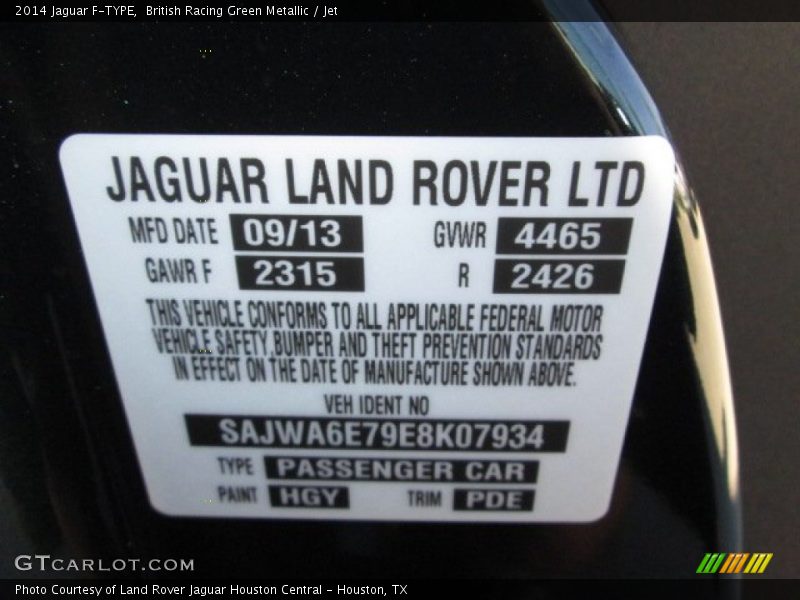 2014 Jaguar F-TYPE, British Racing Green Metallic / Jet
JAGUAR LAND ROVER LTD
MFD DATE 09/13 GVWR 4465
GAWR F 2315 R 2426
THIS VEHICLE CONFORMS TO ALL APPLICABLE FEDERAL MOTOR
VEHICLE SAFETY, BUMPER AND THEFT PREVENTION STANDARDS
IN EFFECT ON THE DATE OF MANUFACTURE SHOWN ABOVE.
VEH IDENT NO
SAJWA6E79E8K07934
TYPE PASSENGER CAR
PAINT HGY TRIM PDE
GTCARLOT.COM
Photo Courtesy of Land Rover Jaguar Houston Central - Houston, TX